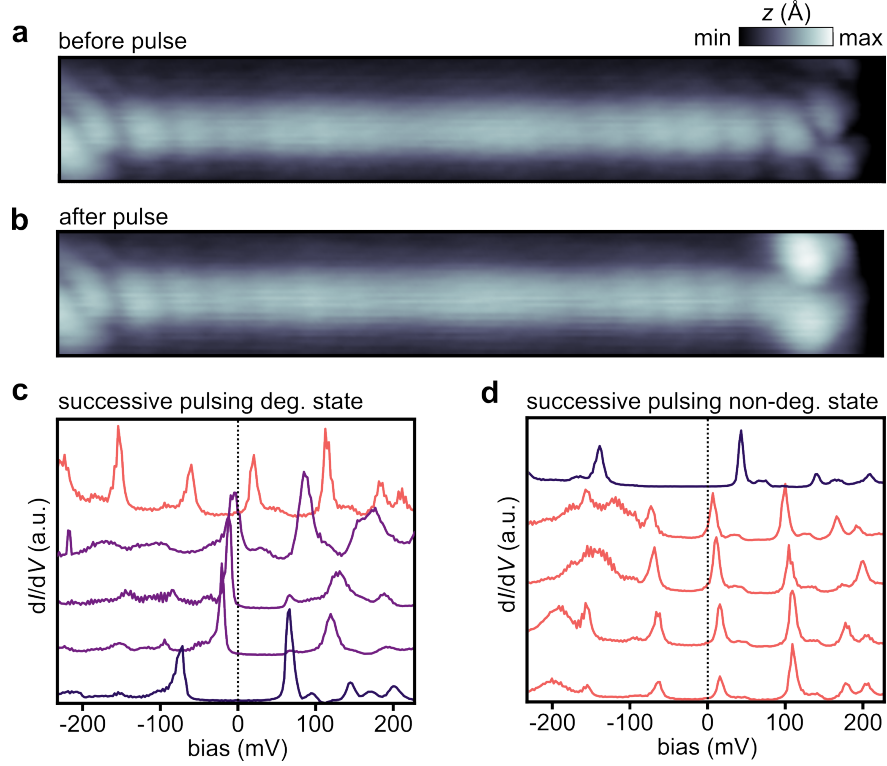 a
before pulse
z (Å)
min
max
b
after pulse
c
successive pulsing deg. state
dI/dV (a.u.)
-200
-100
0
100
200
bias (mV)
d
successive pulsing non-deg. state
dI/dV (a.u.)
-200
-100
0
100
200
bias (mV)